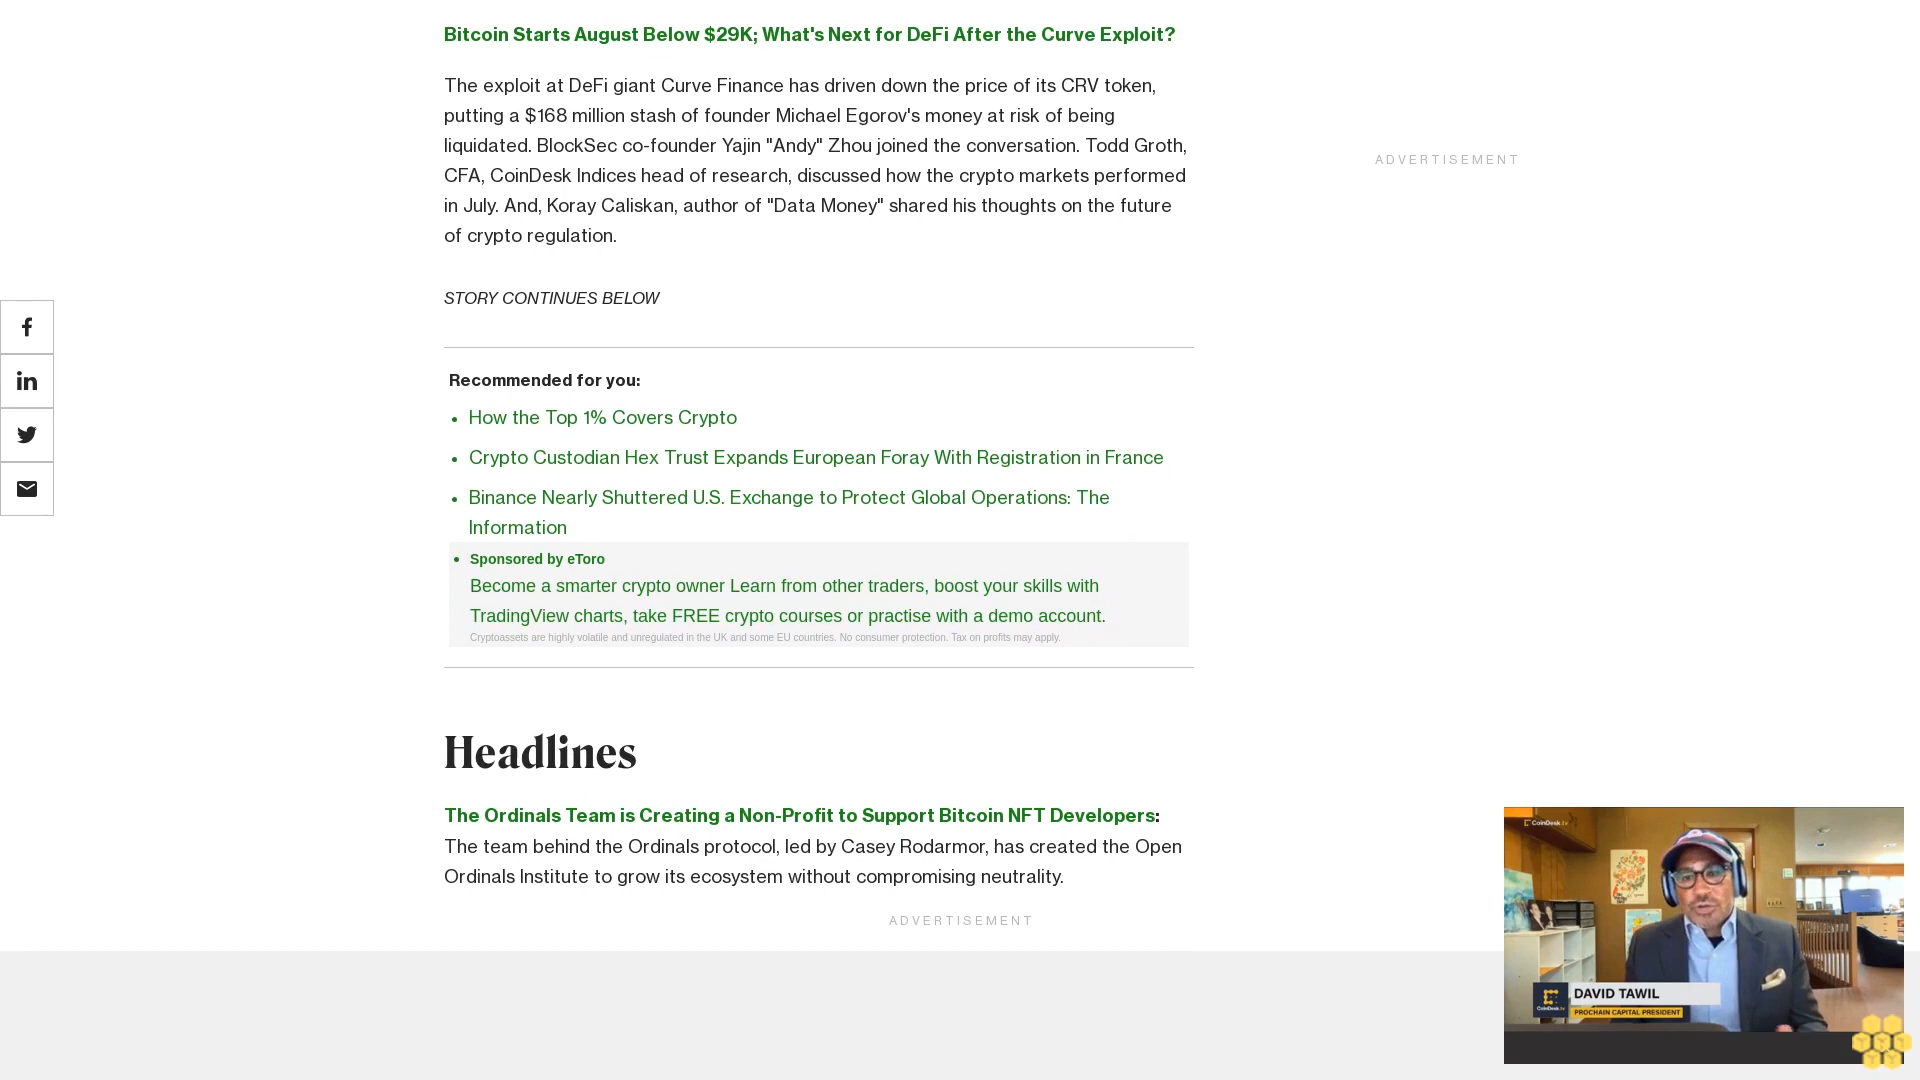 Bitcoin Starts August Below $29K; What's Next for DeFi After the Curve Exploit?
The exploit at DeFi giant Curve Finance has driven down the price of its CRV token,
putting a $168 million stash of founder Michael Egorov's money at risk of being
liquidated. BlockSec co-founder Yajin "Andy" Zhou joined the conversation. Todd Groth,
CFA, CoinDesk Indices head of research, discussed how the crypto markets performed
in July. And, Koray Caliskan, author of "Data Money" shared his thoughts on the future
of crypto regulation.
ADVERTISEMENT
STORY CONTINUES BELOW
Recommended for you:
• How the Top 1% Covers Crypto
• Crypto Custodian Hex Trust Expands European Foray With Registration in France
• Binance Nearly Shuttered U.S. Exchange to Protect Global Operations: The
Information
• Sponsored by eToro
Become a smarter crypto owner Learn from other traders, boost your skills with
TradingView charts, take FREE crypto courses or practise with a demo account.
Cryptoassets are highly volatile and unregulated in the UK and some EU countries. No consumer protection. Tax on profits may apply.
Headlines
The Ordinals Team is Creating a Non-Profit to Support Bitcoin NFT Developers:
The team behind the Ordinals protocol, led by Casey Rodarmor, has created the Open
Ordinals Institute to grow its ecosystem without compromising neutrality.
ADVERTISEMENT
CoinDesk.tv
DAVID TAWIL
CoinDesk.tv
PROCHAIN CAPITAL PRESIDENT